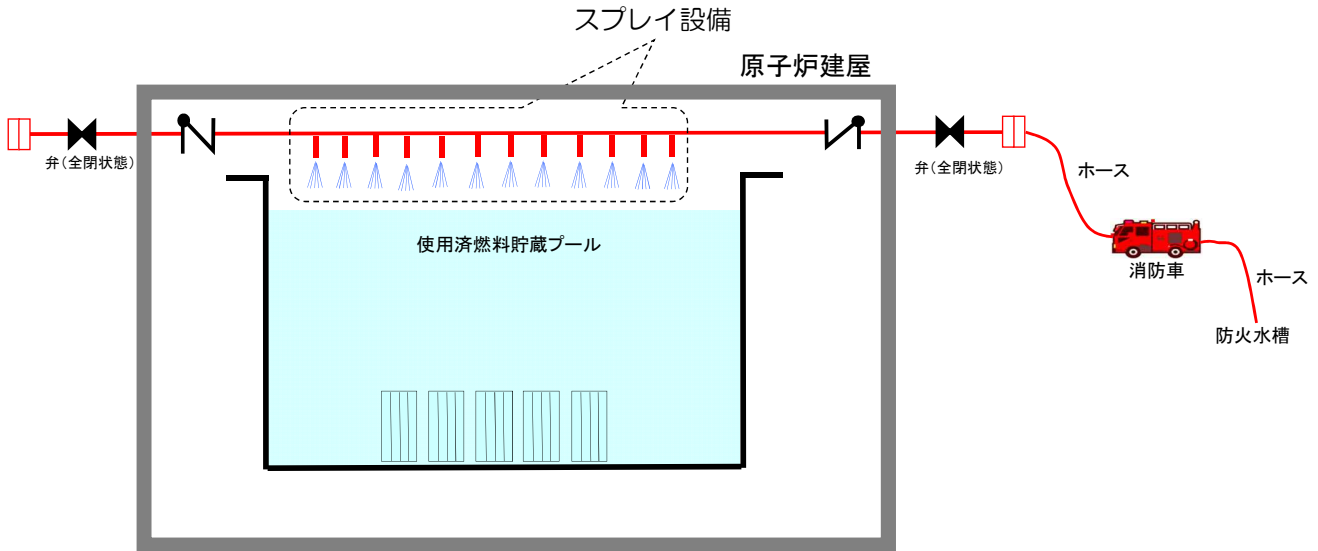 スプレイ設備
原子炉建屋
弁(全閉状態)
弁(全閉状態)
ホース
使用済燃料貯蔵プール
消防車
ホース
防火水槽